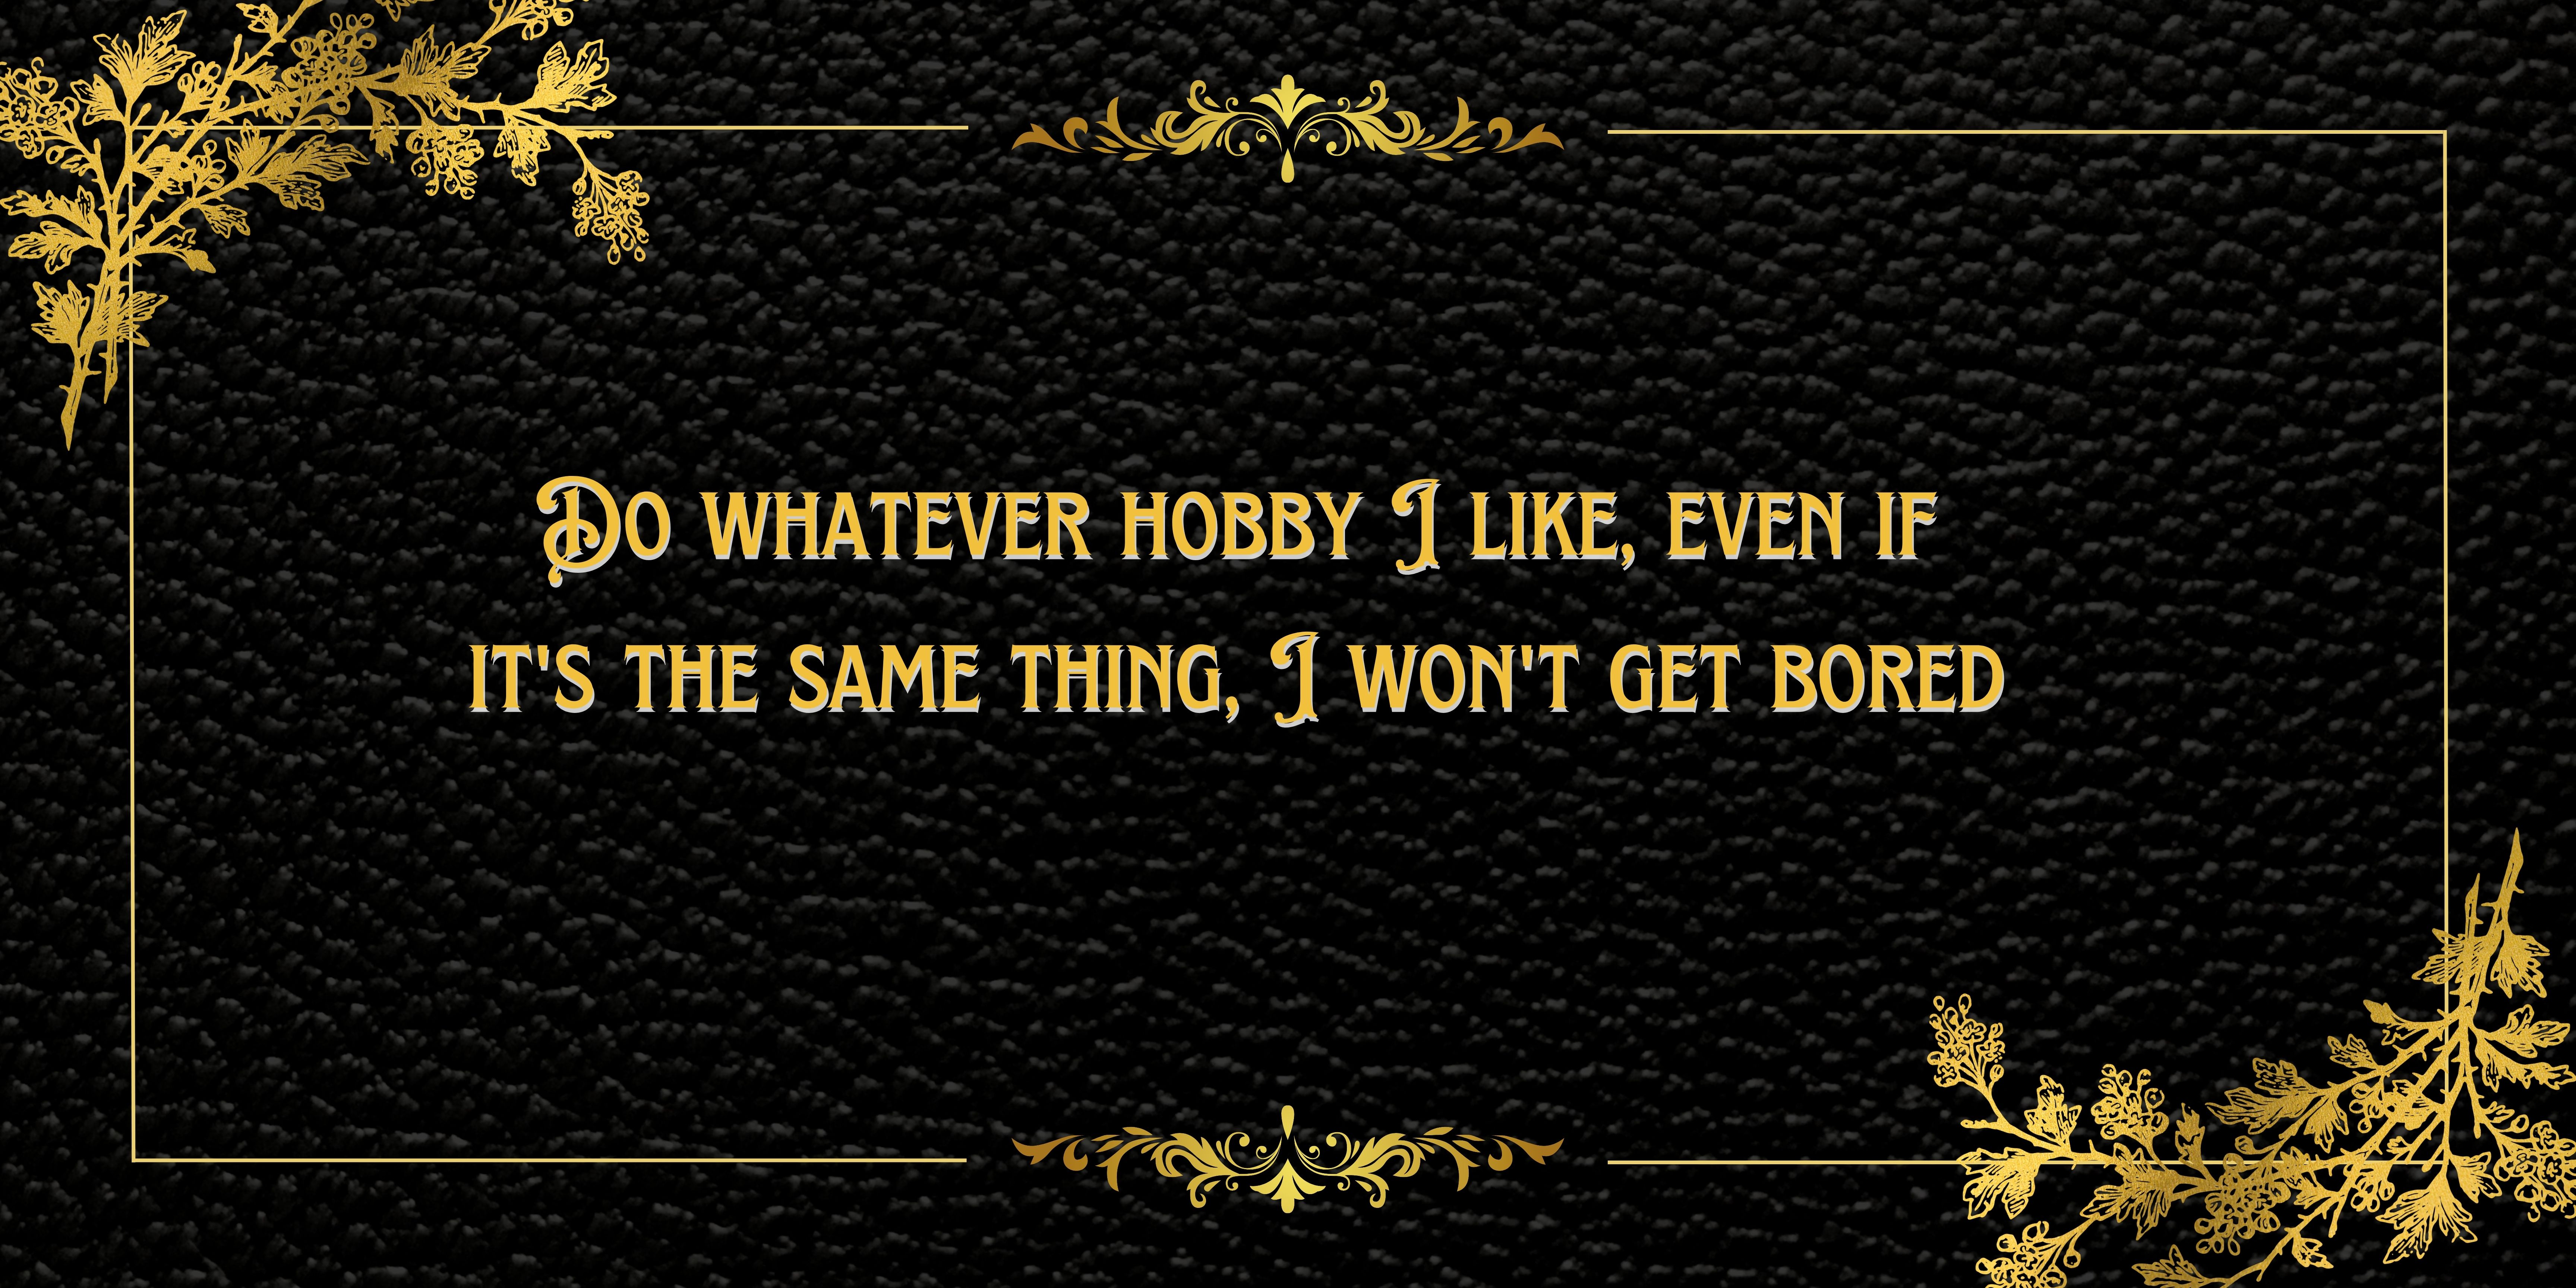 Do whatever hobby I like, even if
it's the same thing, I won't get bored